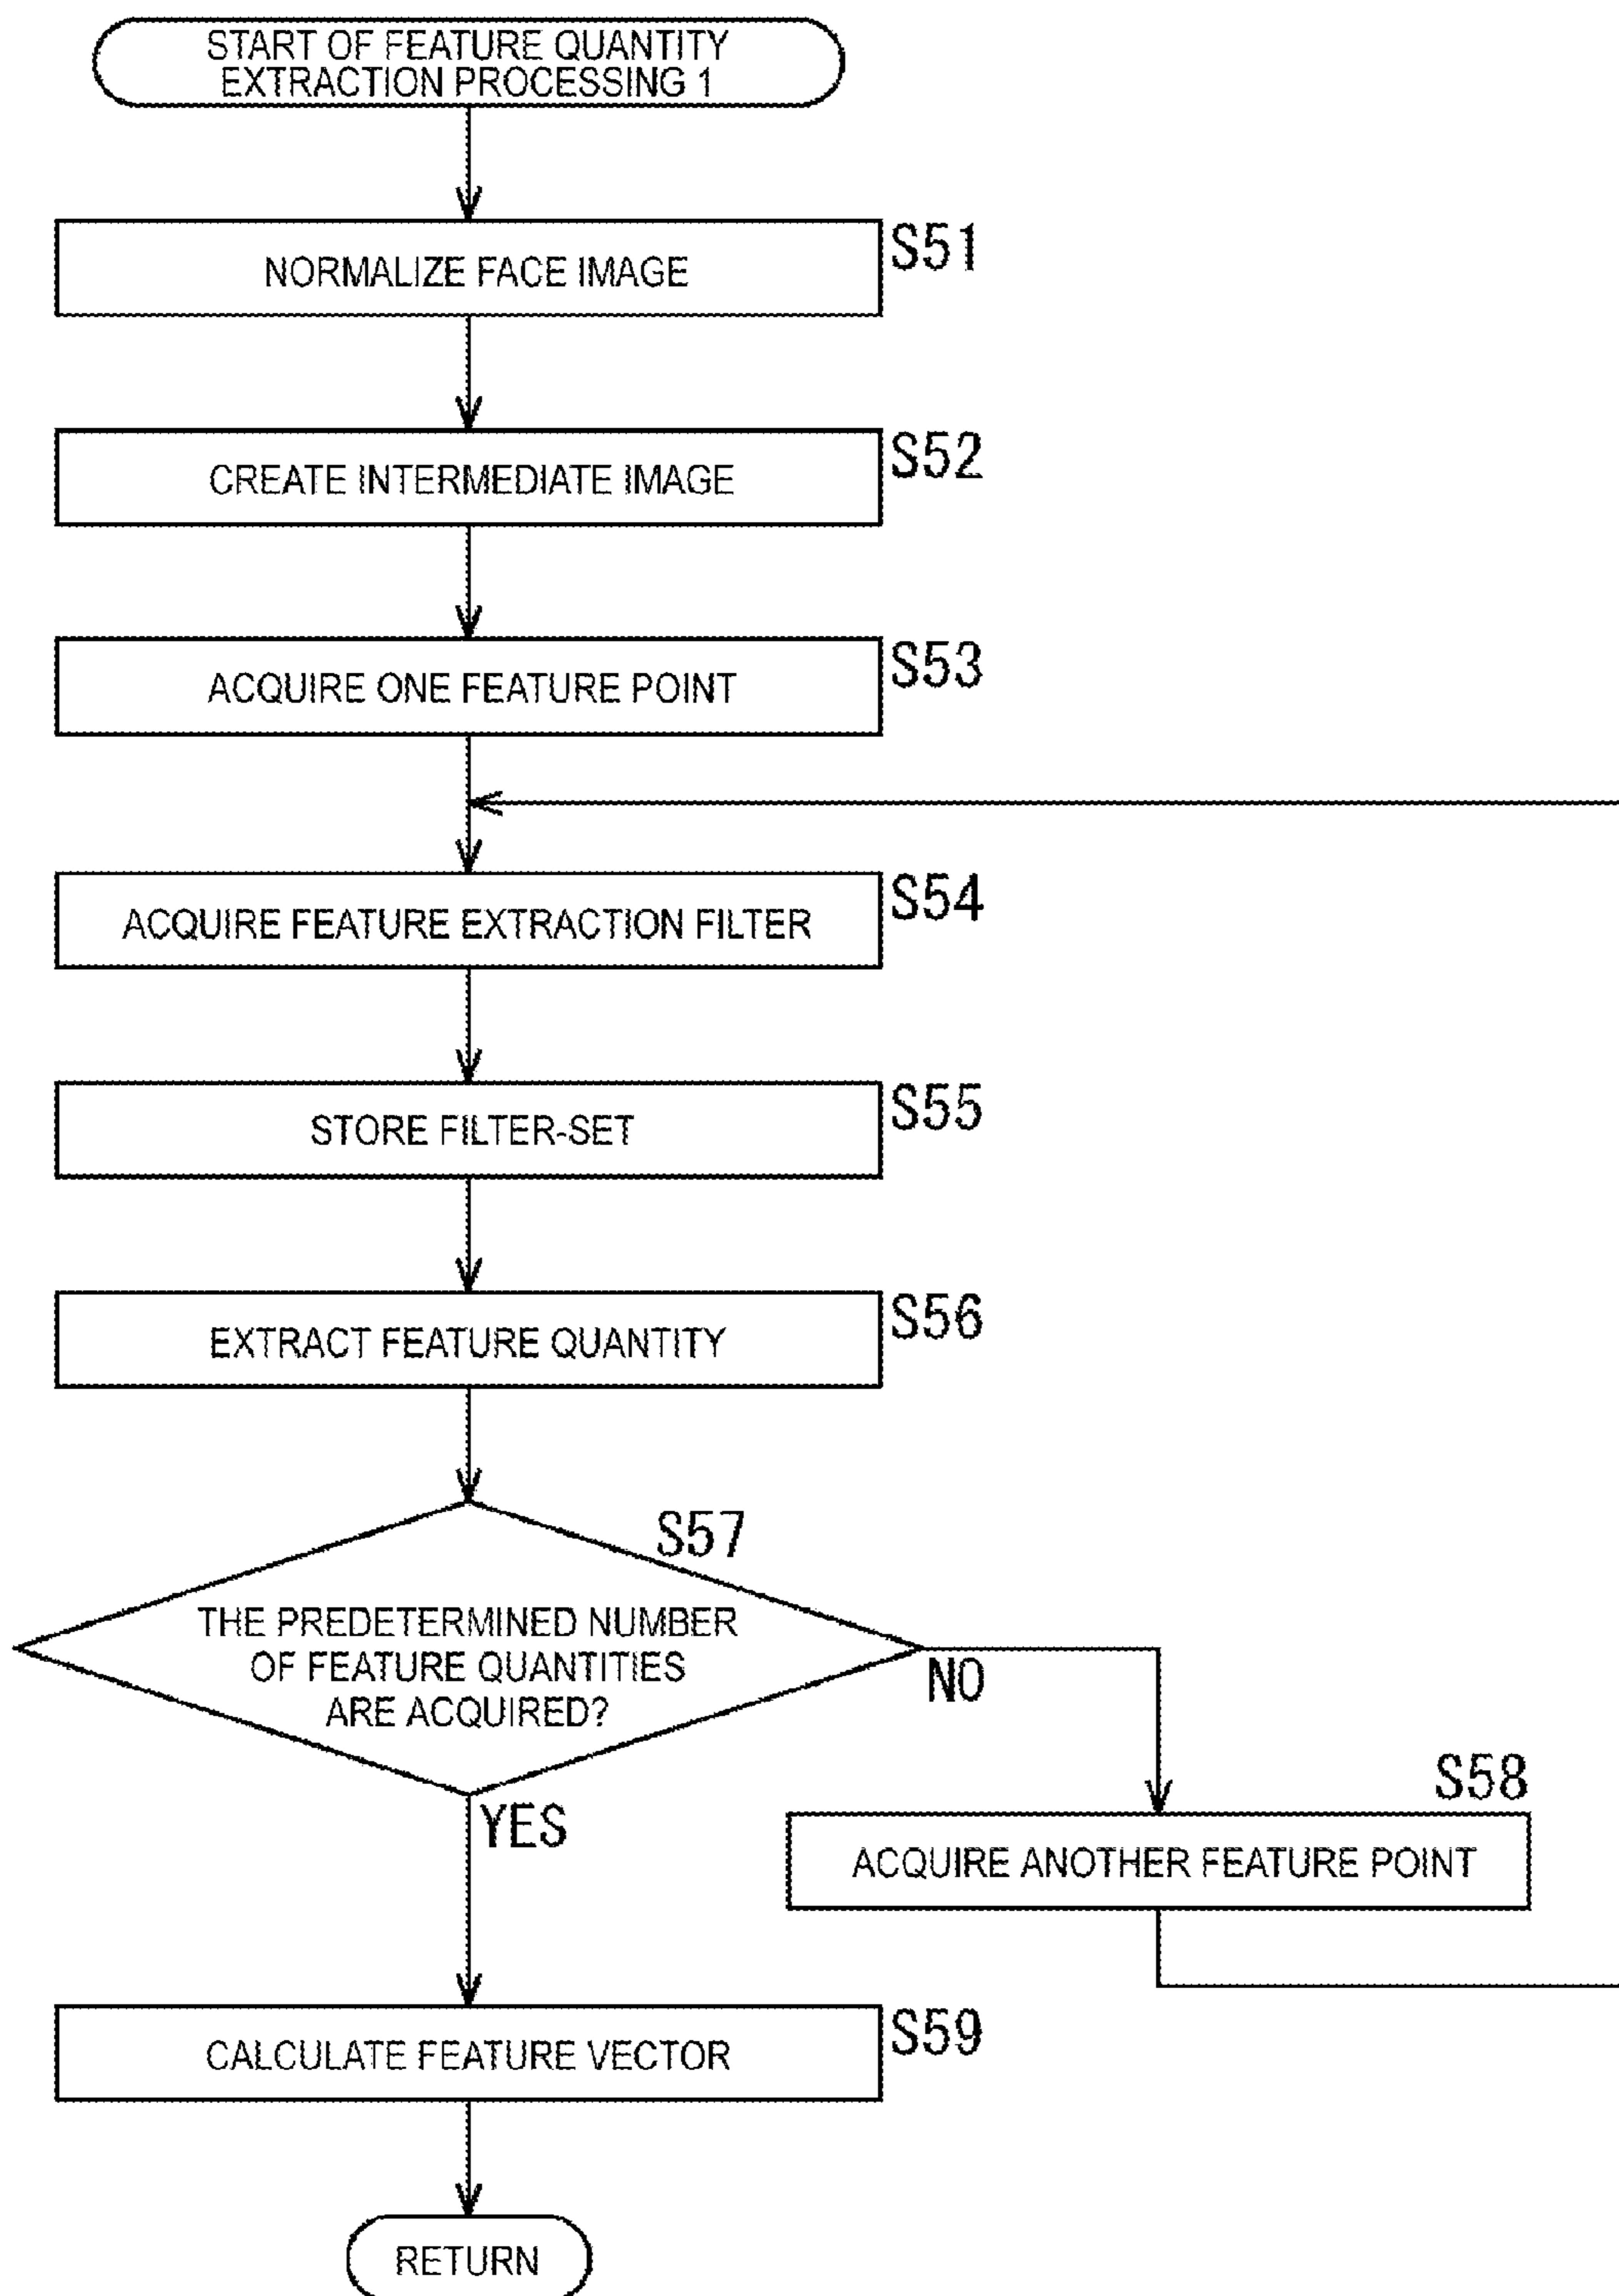 START OF FEATURE QUANTITY
EXTRACTION PROCESSING 1
NORMALIZE FACE IMAGE
S51
CREATE INTERMEDIATE IMAGE
S52
ACQUIRE ONE FEATURE POINT
S53
ACQUIRE FEATURE EXTRACTION FILTER
S54
STORE FILTER-SET
S55
EXTRACT FEATURE QUANTITY
S56
S57
THE PREDETERMINED NUMBER
OF FEATURE QUANTITIES
ARE ACQUIRED?
NO
YES
S58
ACQUIRE ANOTHER FEATURE POINT
CALCULATE FEATURE VECTOR
S59
RETURN